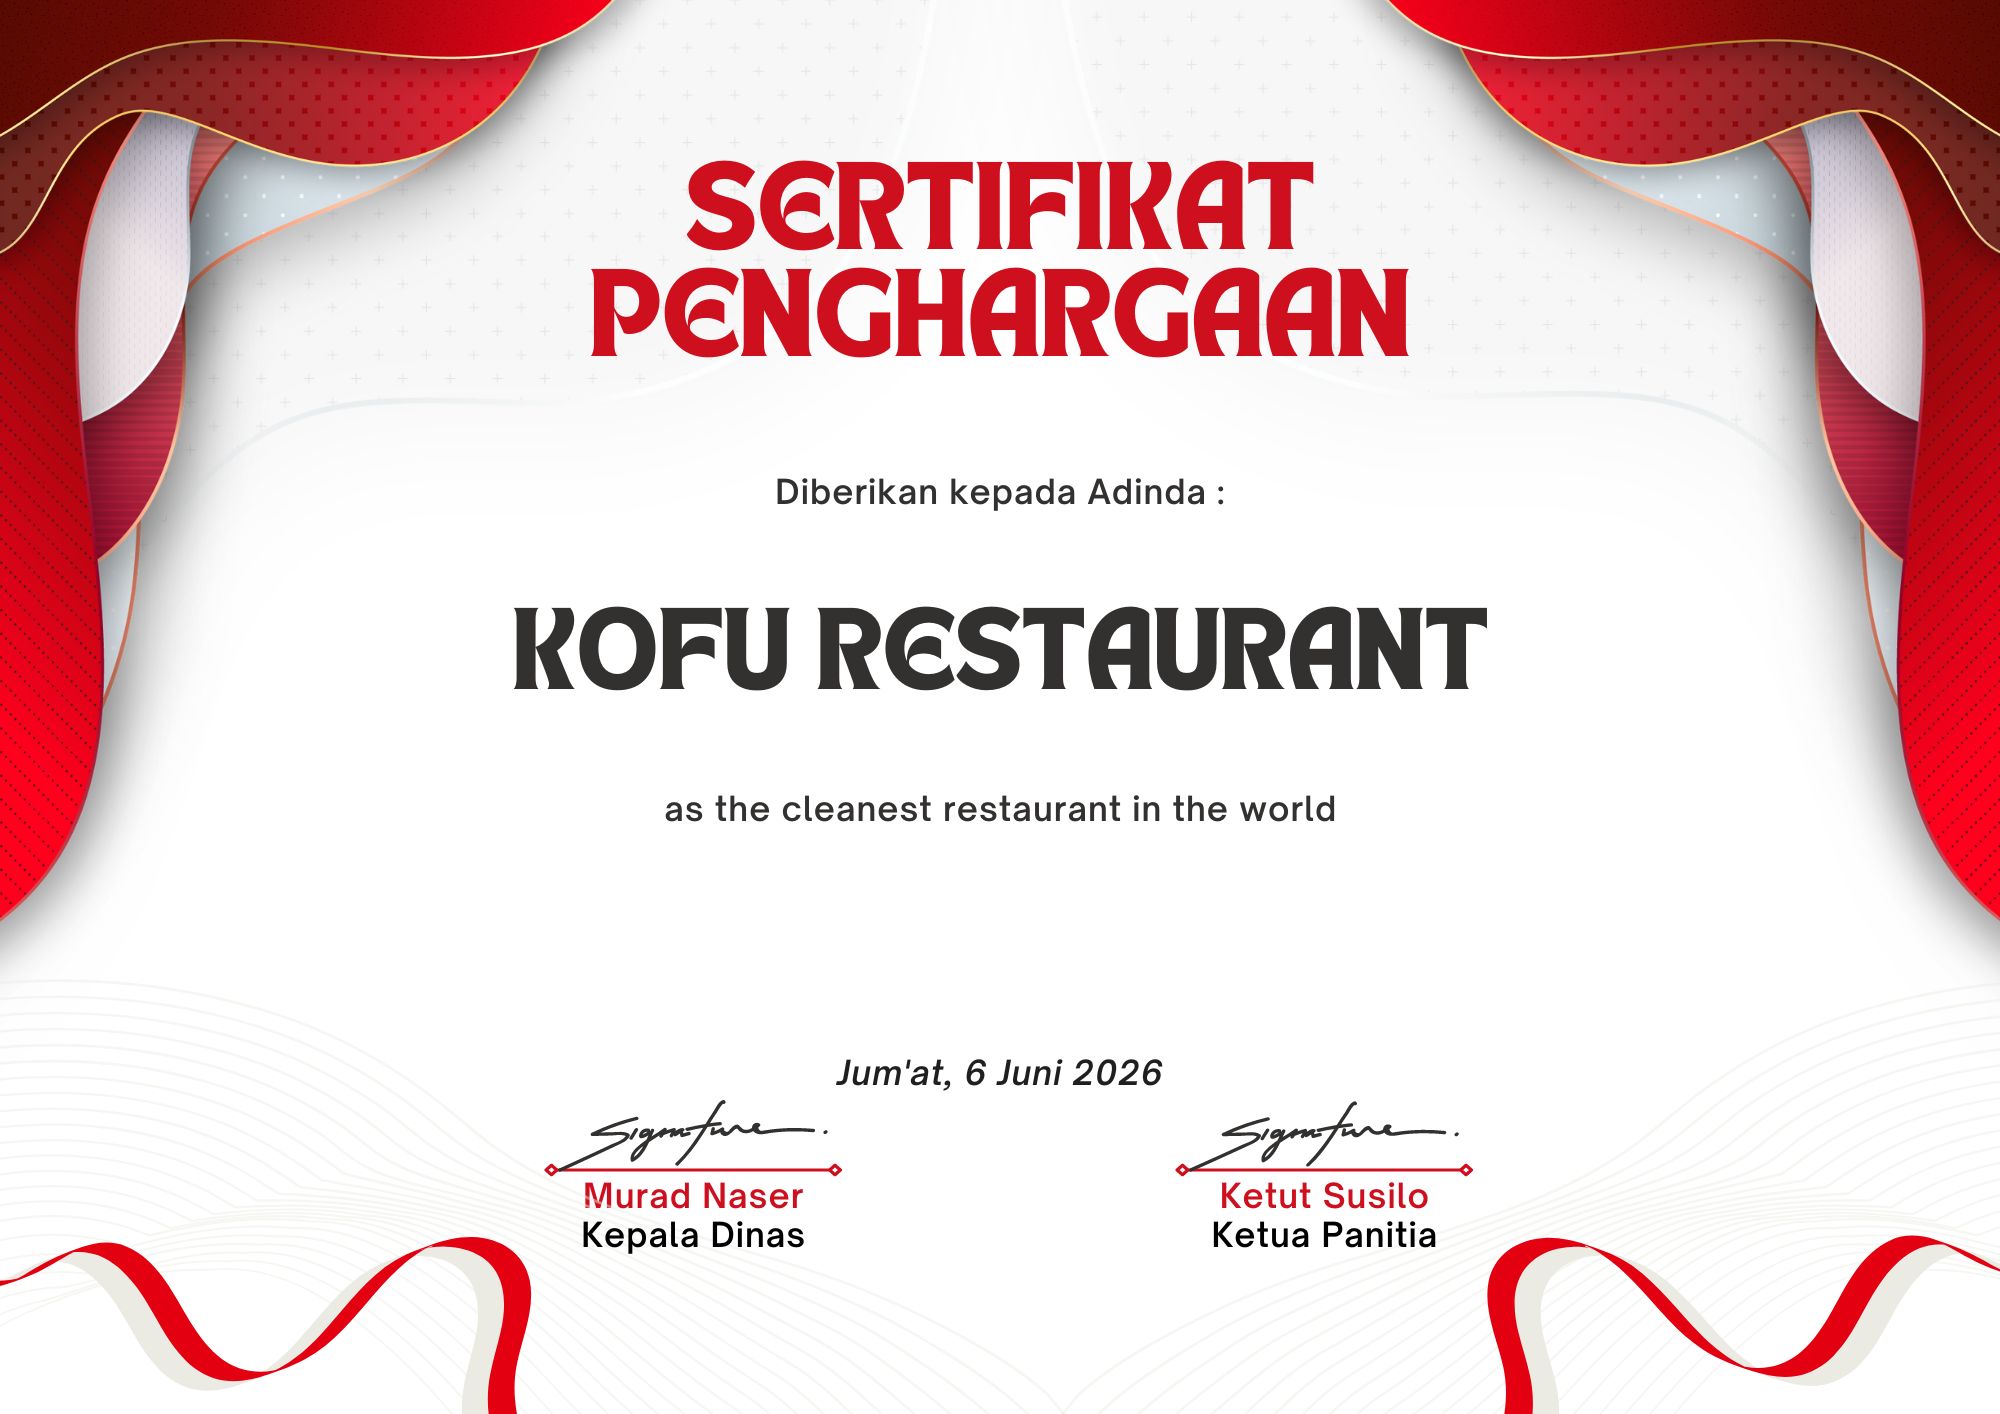 SERTIFIKAT
PENGHARGAAN
Diberikan kepada Adinda :
KOFU RESTAURANT
as the cleanest restaurant in the world
Jum'at, 6 Juni 2026
Signature
Signature
Murad Naser
Ketut Susilo
Kepala Dinas
Ketua Panitia